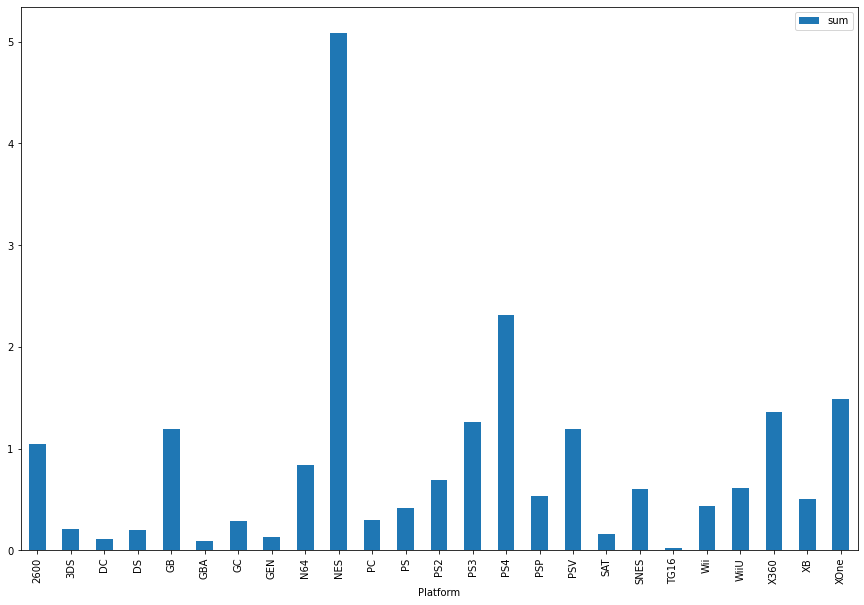 sum
5
4
3
2
1
0
2600 3DS DC DS GB GBA GC GEN N64 NES PC PS PS2 PS3 PS4 PSP PSV SAT SNES TG16 Wii WiiU X360 XB XOne
Platform